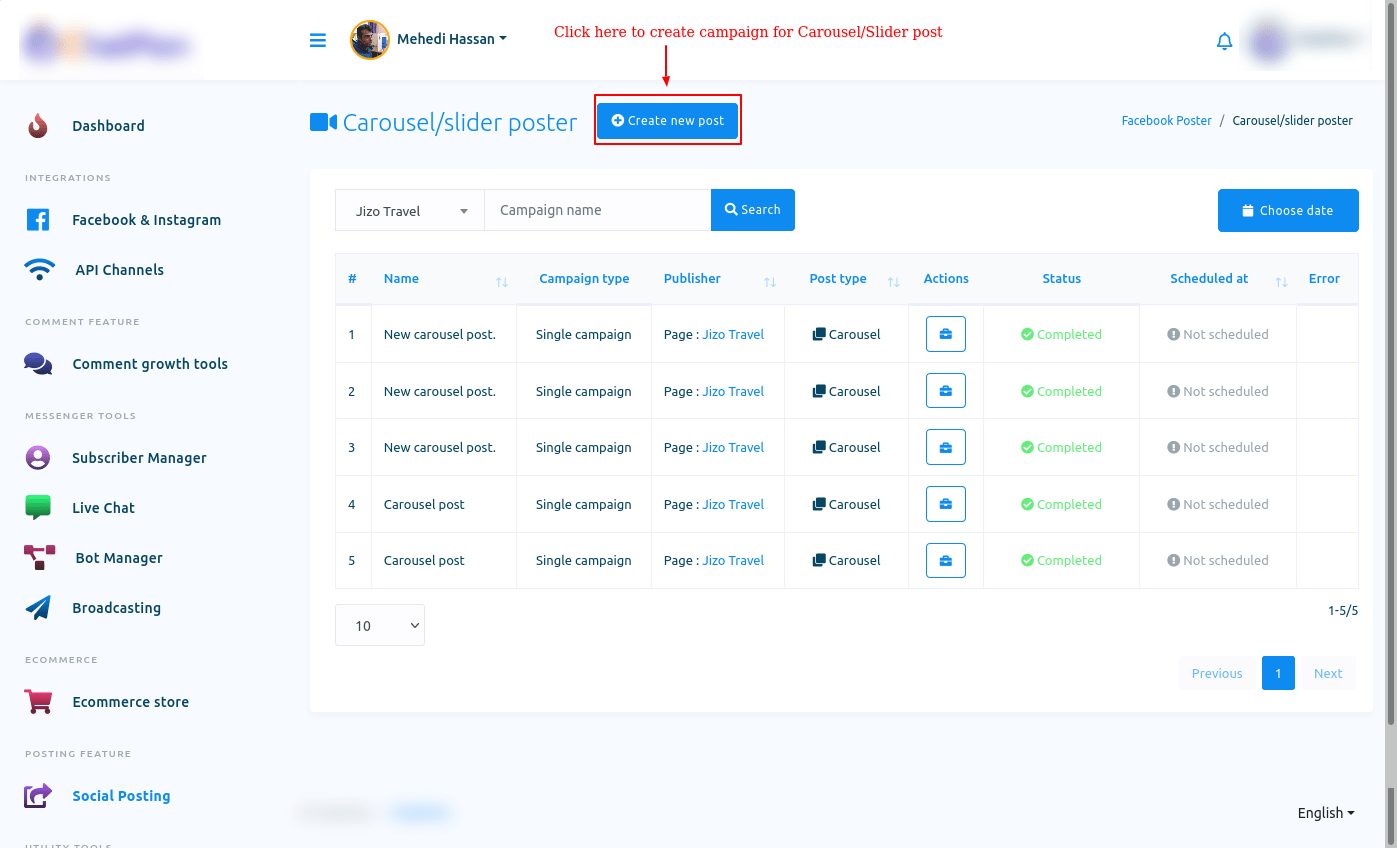 Click here to create campaign for Carousel/Slider post
Mehedi Hassan
Dashboard
INTEGRATIONS
Facebook & Instagram
API Channels
COMMENT FEATURE
Comment growth tools
MESSENGER TOOLS
Subscriber Manager
Live Chat
Bot Manager
Broadcasting
ECOMMERCE
Ecommerce store
POSTING FEATURE
Social Posting
UTILITY TOOLS
Carousel/slider poster
Create new post
Facebook Poster / Carousel/slider poster
Jizo Travel Campaign name Search Choose date
# Name Campaign type Publisher Post type Actions Status Scheduled at Error
1 New carousel post. Single campaign Page : Jizo Travel Carousel Completed Not scheduled
2 New carousel post. Single campaign Page : Jizo Travel Carousel Completed Not scheduled
3 New carousel post. Single campaign Page : Jizo Travel Carousel Completed Not scheduled
4 Carousel post Single campaign Page : Jizo Travel Carousel Completed Not scheduled
5 Carousel post Single campaign Page : Jizo Travel Carousel Completed Not scheduled
10
1-5/5
Previous 1 Next
English